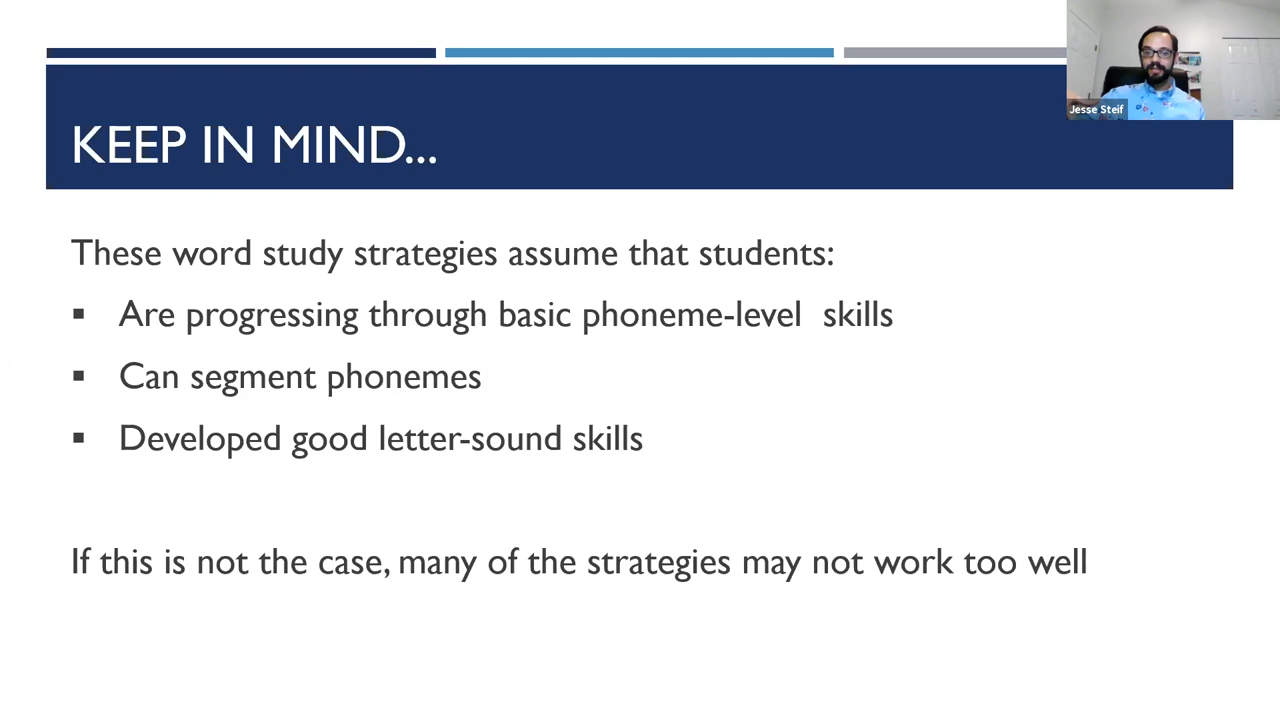 Jesse Steif
KEEP IN MIND...
These word study strategies assume that students:
▪ Are progressing through basic phoneme-level  skills
▪ Can segment phonemes
▪ Developed good letter-sound skills
If this is not the case, many of the strategies may not work too well